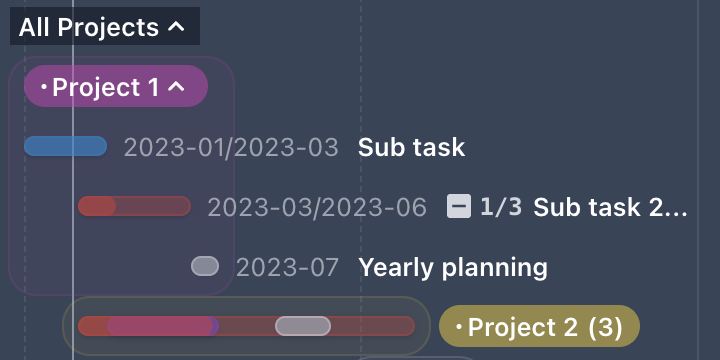 All Projects
Project 1
2023-01/2023-03 Sub task
2023-03/2023-06 1/3 Sub task 2...
2023-07 Yearly planning
Project 2 (3)